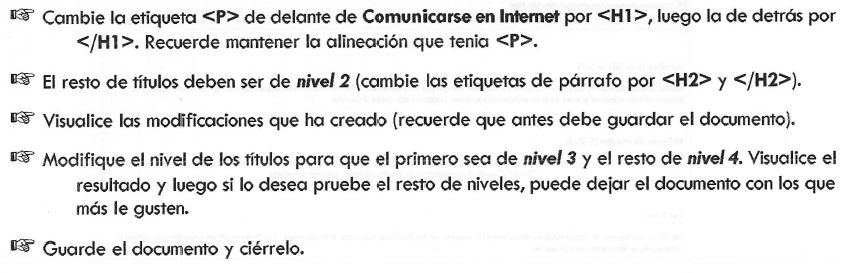 ☞ Cambie la etiqueta <P> de delante de Comunicarse en Internet por <H1>, luego la de detrás por
</H1>. Recuerde mantener la alineación que tenia <P>.
☞ El resto de títulos deben ser de nivel 2 (cambie las etiquetas de párrafo por <H2> y </H2>).
☞ Visualice las modificaciones que ha creado (recuerde que antes debe guardar el documento).
☞ Modifique el nivel de los títulos para que el primero sea de nivel 3 y el resto de nivel 4. Visualice el
resultado y luego si lo desea pruebe el resto de niveles, puede dejar el documento con los que
más le gusten.
☞ Guarde el documento y ciérrelo.